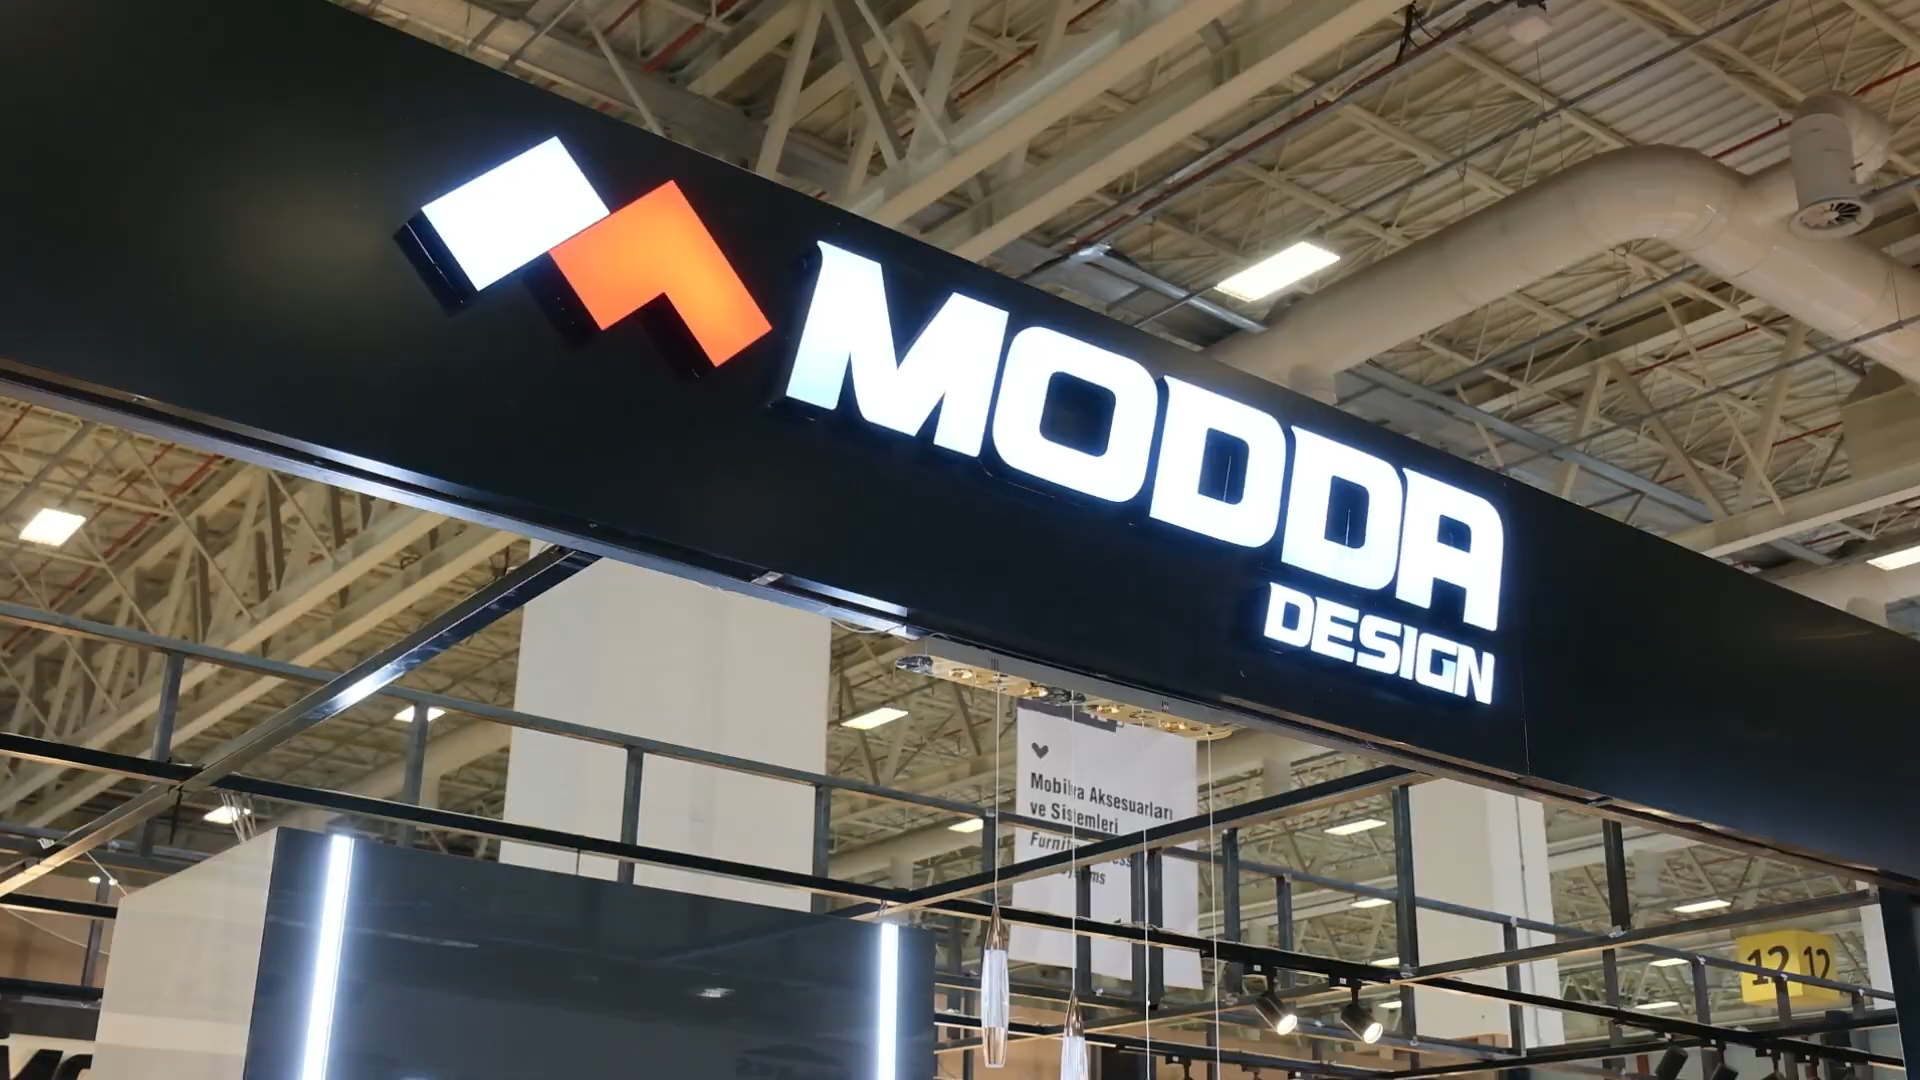 MODDA
DESIGN
Mobilya Aksesuarları
ve Sistemleri
12 12